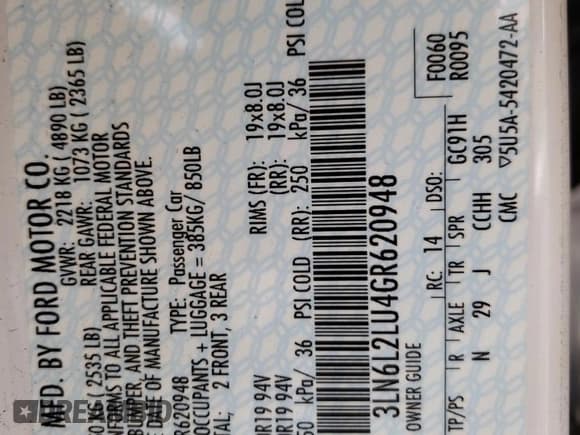 MFD. BY FORD MOTOR CO.
GVWR: 2218 KG ( 4890 LB)
KG ( 2535 LB) REAR GAWR: 1073 KG ( 2365 LB)
TO ALL APPLICABLE FEDERAL MOTOR
BUMPER, AND THEFT PREVENTION STANDARDS
DATE OF MANUFACTURE SHOWN ABOVE.
R620948 TYPE: Passenger Car
OCCUPANTS + LUGGAGE = 385KG/ 850LB
2 FRONT, 3 REAR
RIMS (FR): 19x8.0J
R19 94V (RR): 19x8.0J
R19 94V
kPa/ 36 PSI COLD (RR): 250 kPa/ 36 PSI COL
3LN6L2LU4GR620948
F0060
R0095
OWNER GUIDE RC: 14 DSO: GC91H
TP/PS R AXLE TR SPR
N 29 J CCHH 305
CMC ▽5U5A-5420472-AA